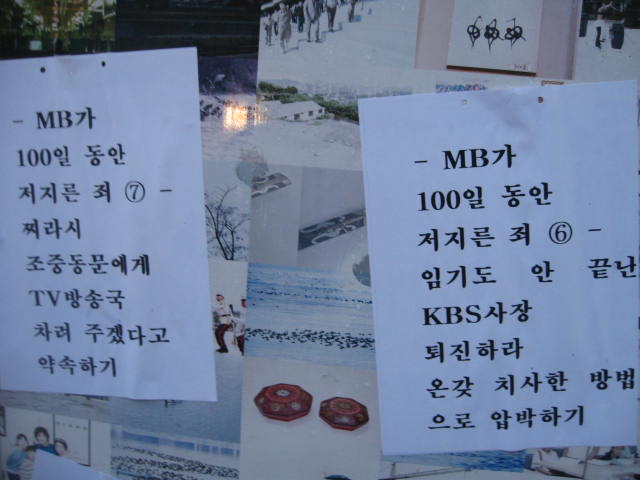 - MB가
100일 동안
저지른 죄 ⑦ -
찌라시
조중동문에게
TV방송국
차려 주겠다고
약속하기
- MB가
100일 동안
저지른 죄 ⑥ -
임기도 안 끝난
KBS사장
퇴진하라
온갖 치사한 방법
으로 압박하기